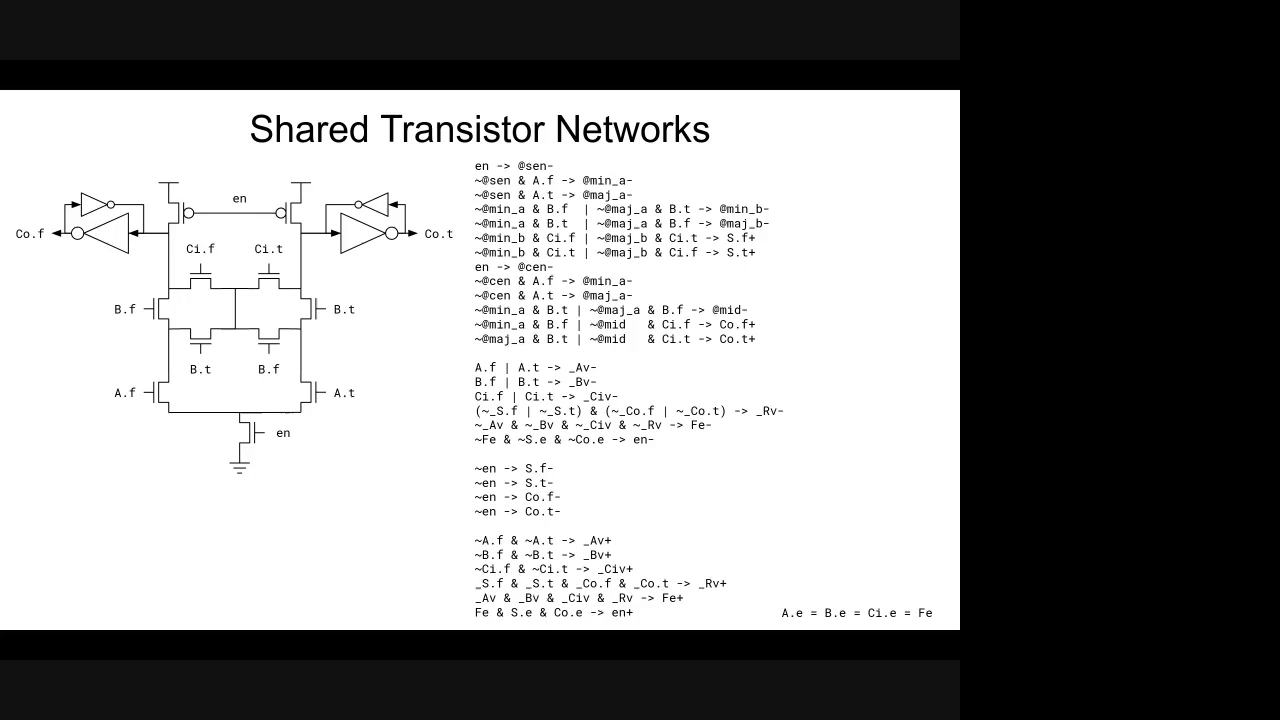 Shared Transistor Networks
en
Co.f
Co.t
Ci.f
Ci.t
B.f
B.t
B.t
B.f
A.f
A.t
en
en -> @sen-
~@sen & A.f -> @min_a-
~@sen & A.t -> @maj_a-
~@min_a & B.f  | ~@maj_a & B.t -> @min_b-
~@min_a & B.t  | ~@maj_a & B.f -> @maj_b-
~@min_b & Ci.f | ~@maj_b & Ci.t -> S.f+
~@min_b & Ci.t | ~@maj_b & Ci.f -> S.t+
en -> @cen-
~@cen & A.f -> @min_a-
~@cen & A.t -> @maj_a-
~@min_a & B.t | ~@maj_a & B.f -> @mid-
~@min_a & B.f | ~@mid   & Ci.f -> Co.f+
~@maj_a & B.t | ~@mid   & Ci.t -> Co.t+
A.f | A.t -> _Av-
B.f | B.t -> _Bv-
Ci.f | Ci.t -> _Civ-
(~_S.f | ~_S.t) & (~_Co.f | ~_Co.t) -> _Rv-
~_Av & ~_Bv & ~_Civ & ~_Rv -> Fe-
~Fe & ~S.e & ~Co.e -> en-
~en -> S.f-
~en -> S.t-
~en -> Co.f-
~en -> Co.t-
~A.f & ~A.t -> _Av+
~B.f & ~B.t -> _Bv+
~Ci.f & ~Ci.t -> _Civ+
_S.f & _S.t & _Co.f & _Co.t -> _Rv+
_Av & _Bv & _Civ & _Rv -> Fe+
Fe & S.e & Co.e -> en+
A.e = B.e = Ci.e = Fe